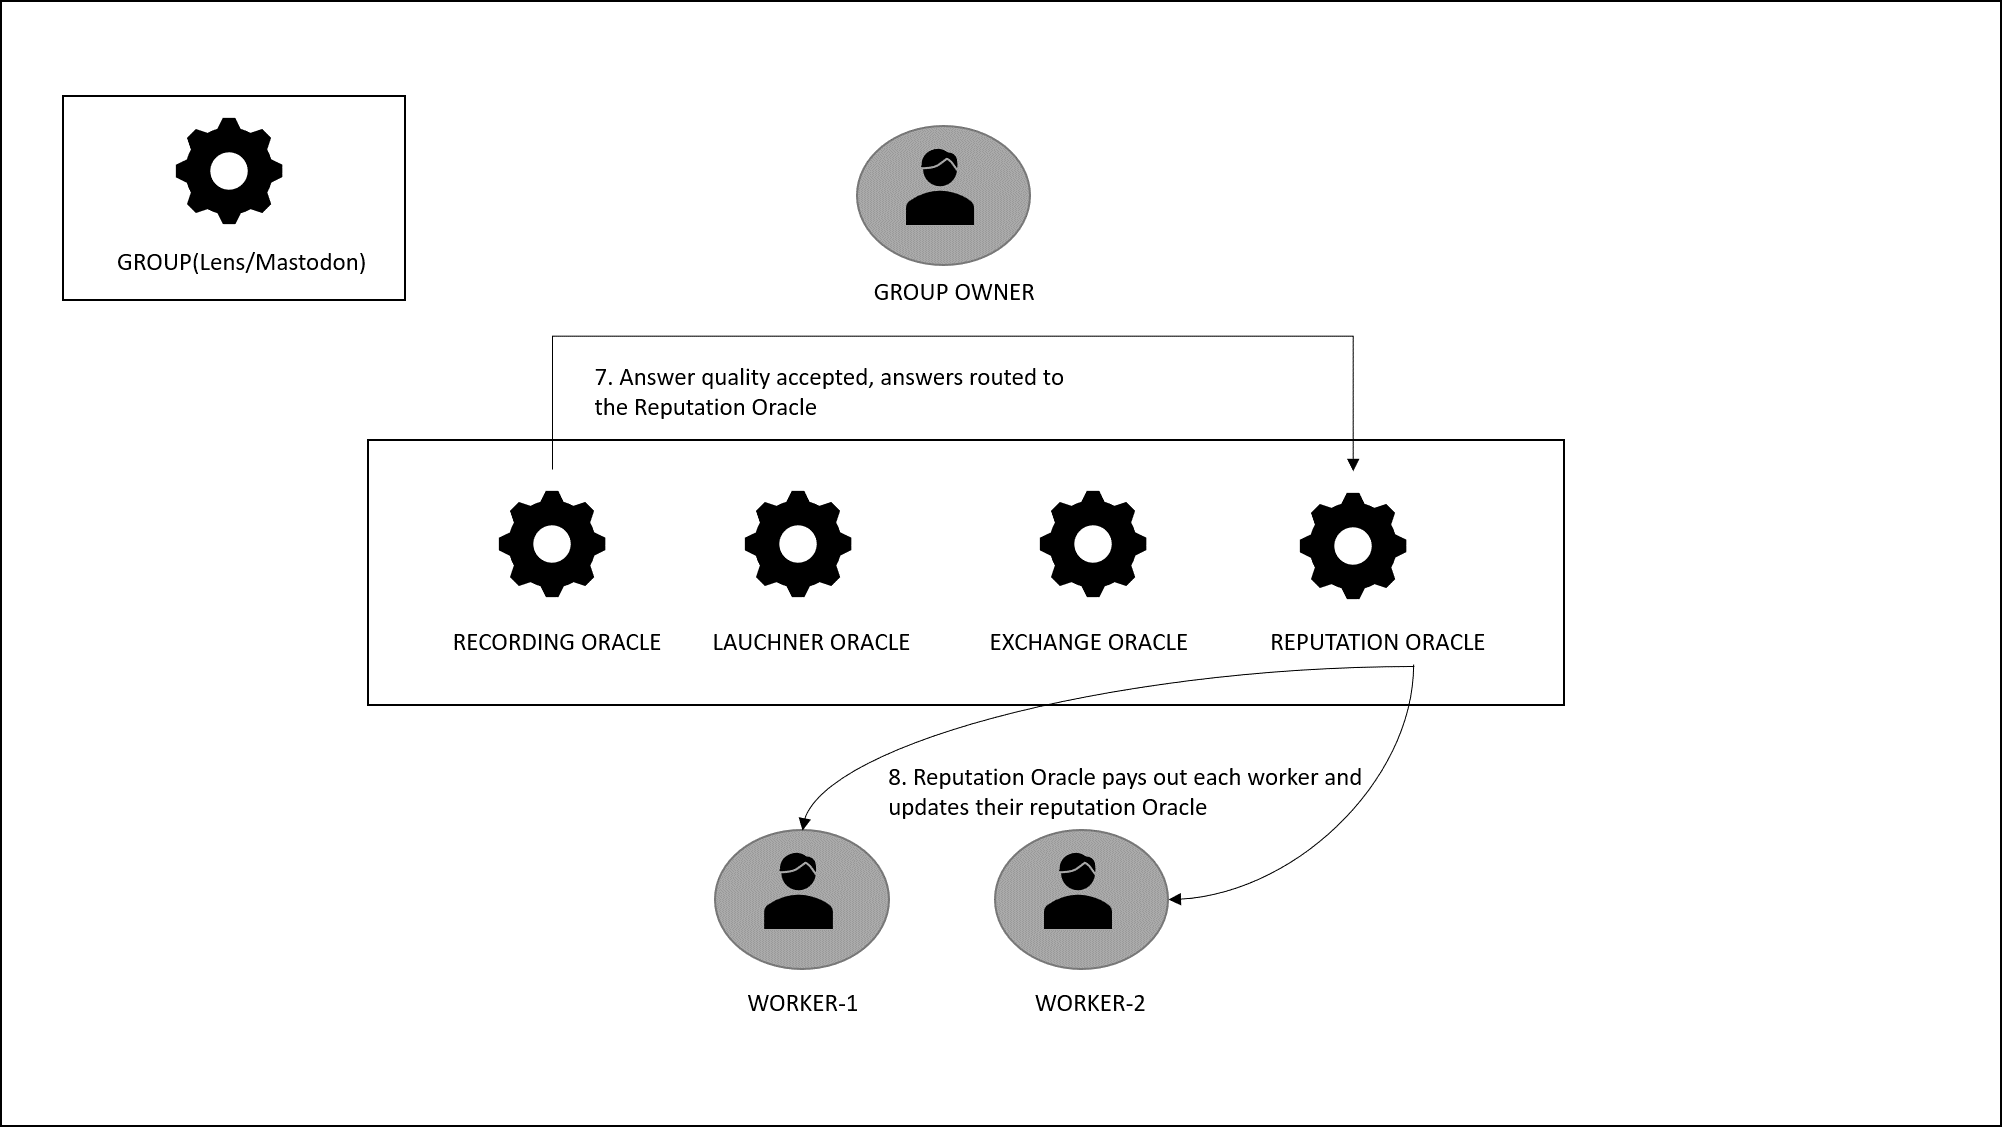 GROUP(Lens/Mastodon)
GROUP OWNER
7. Answer quality accepted, answers routed to
the Reputation Oracle
RECORDING ORACLE
LAUCHNER ORACLE
EXCHANGE ORACLE
REPUTATION ORACLE
8. Reputation Oracle pays out each worker and
updates their reputation Oracle
WORKER-1
WORKER-2